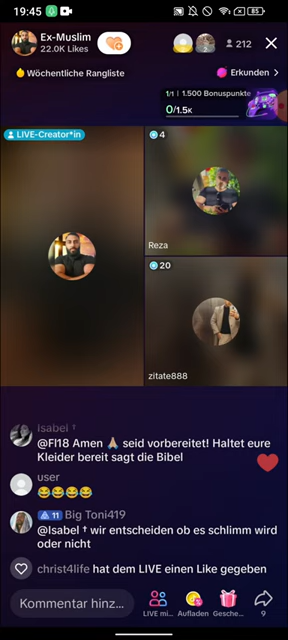 19:45
85
Ex-Muslim
22.0K Likes
212
Wöchentliche Rangliste
Erkunden >
1/1 | 1.500 Bonuspunkte
0/1.5K
LIVE-Creator*in
4
Reza
20
zitate888
Isabel †
@Fl18 Amen 🙏🏼 seid vorbereitet! Haltet eure
Kleider bereit sagt die Bibel
user
😂😂😂😂
11 Big Toni419
@Isabel † wir entscheiden ob es schlimm wird
oder nicht
christ4life hat dem LIVE einen Like gegeben
Kommentar hinz...
LIVE mi...
Aufladen
Gesche...
9